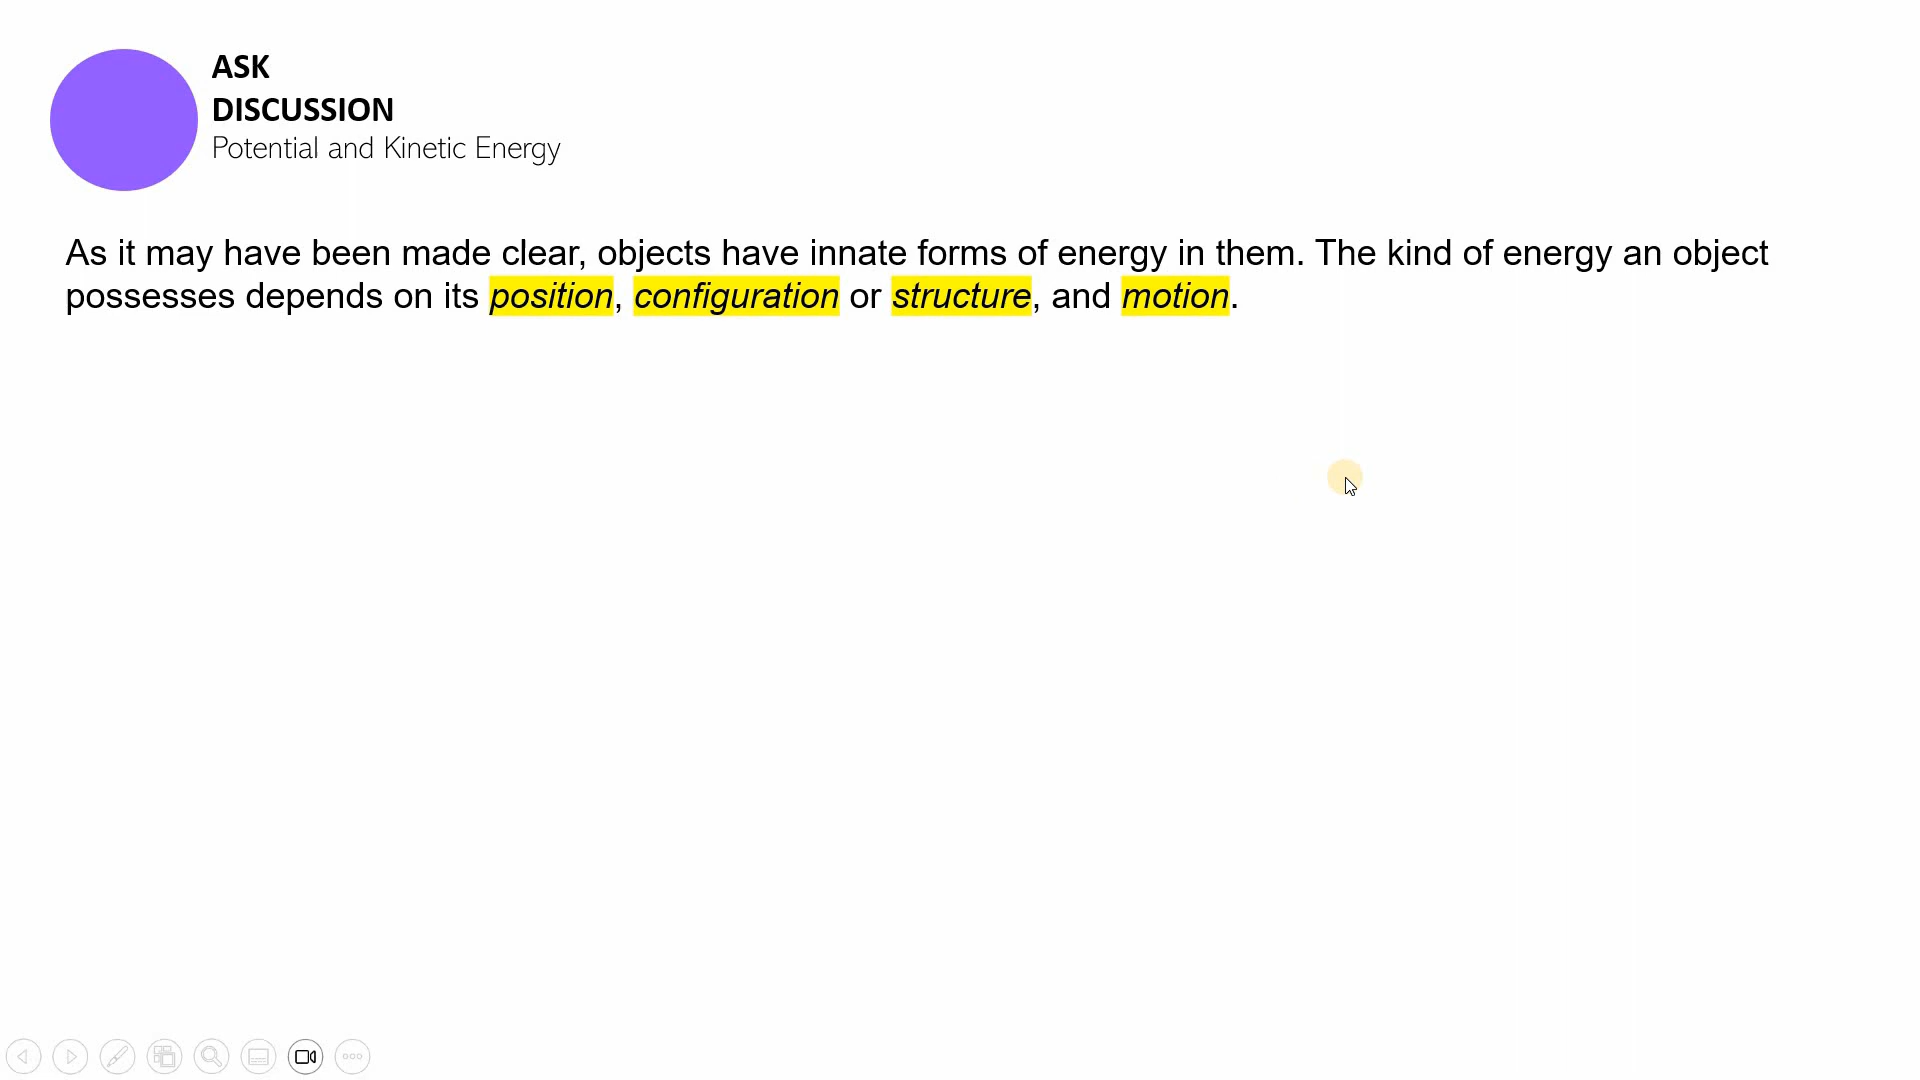 ASK
DISCUSSION
Potential and Kinetic Energy
As it may have been made clear, objects have innate forms of energy in them. The kind of energy an object
possesses depends on its position, configuration or structure, and motion.